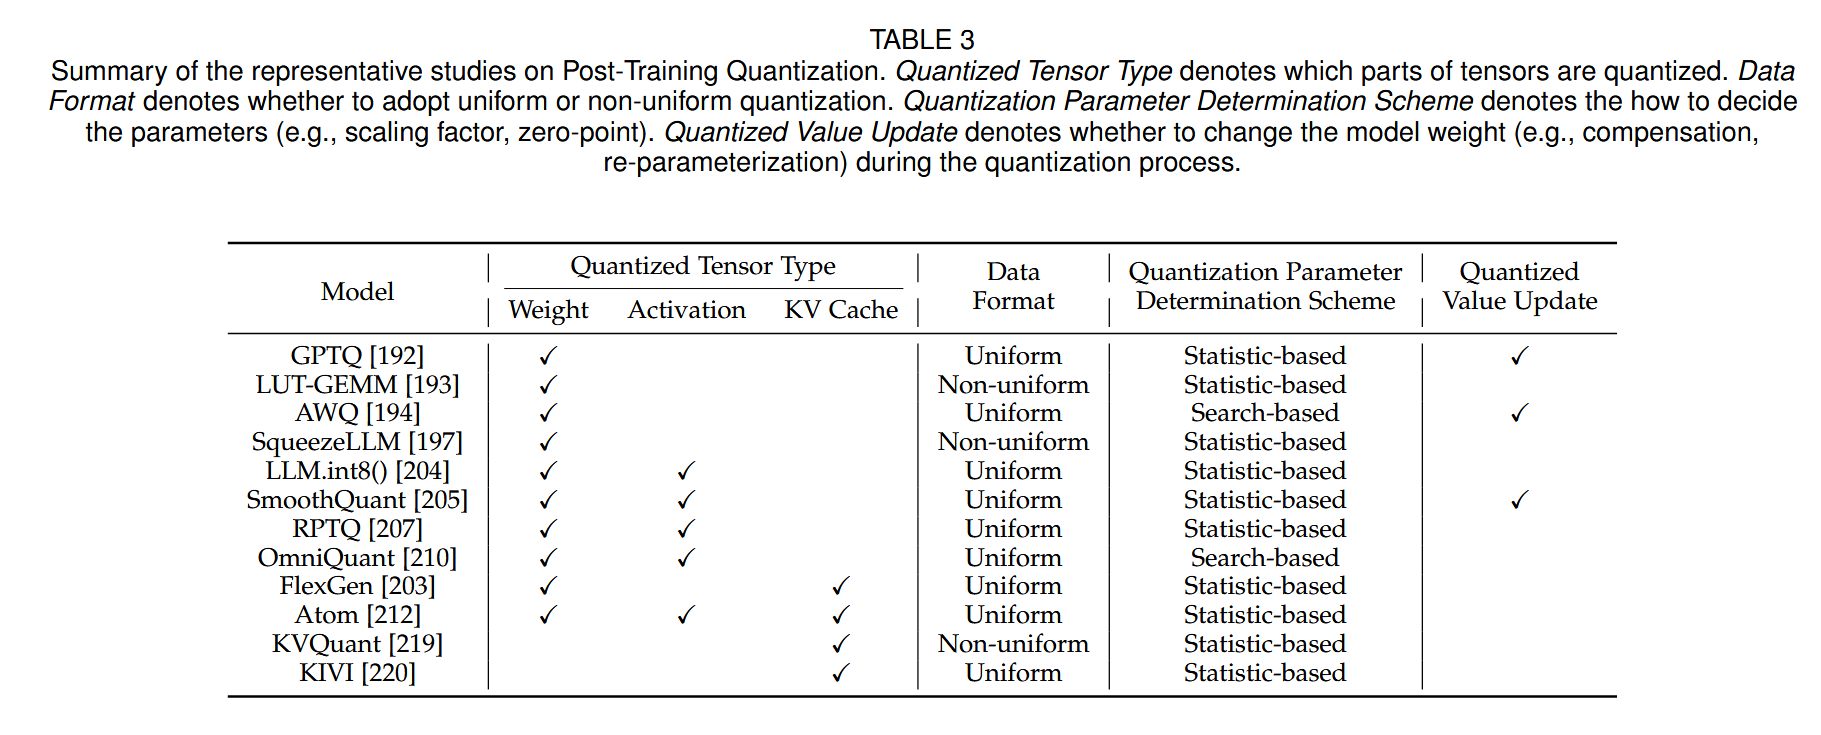 TABLE 3
Summary of the representative studies on Post-Training Quantization. Quantized Tensor Type denotes which parts of tensors are quantized. Data
Format denotes whether to adopt uniform or non-uniform quantization. Quantization Parameter Determination Scheme denotes the how to decide
the parameters (e.g., scaling factor, zero-point). Quantized Value Update denotes whether to change the model weight (e.g., compensation,
re-parameterization) during the quantization process.
Model Quantized Tensor Type Data Format Quantization Parameter Determination Scheme Quantized Value Update
Weight Activation KV Cache
GPTQ [192] ✓ Uniform Statistic-based ✓
LUT-GEMM [193] ✓ Non-uniform Statistic-based
AWQ [194] ✓ Uniform Search-based ✓
SqueezeLLM [197] ✓ Non-uniform Statistic-based
LLM.int8() [204] ✓ ✓ Uniform Statistic-based
SmoothQuant [205] ✓ ✓ Uniform Statistic-based ✓
RPTQ [207] ✓ ✓ Uniform Statistic-based
OmniQuant [210] ✓ ✓ Uniform Search-based
FlexGen [203] ✓ ✓ Uniform Statistic-based
Atom [212] ✓ ✓ ✓ Uniform Statistic-based
KVQuant [219] ✓ Non-uniform Statistic-based
KIVI [220] ✓ Uniform Statistic-based